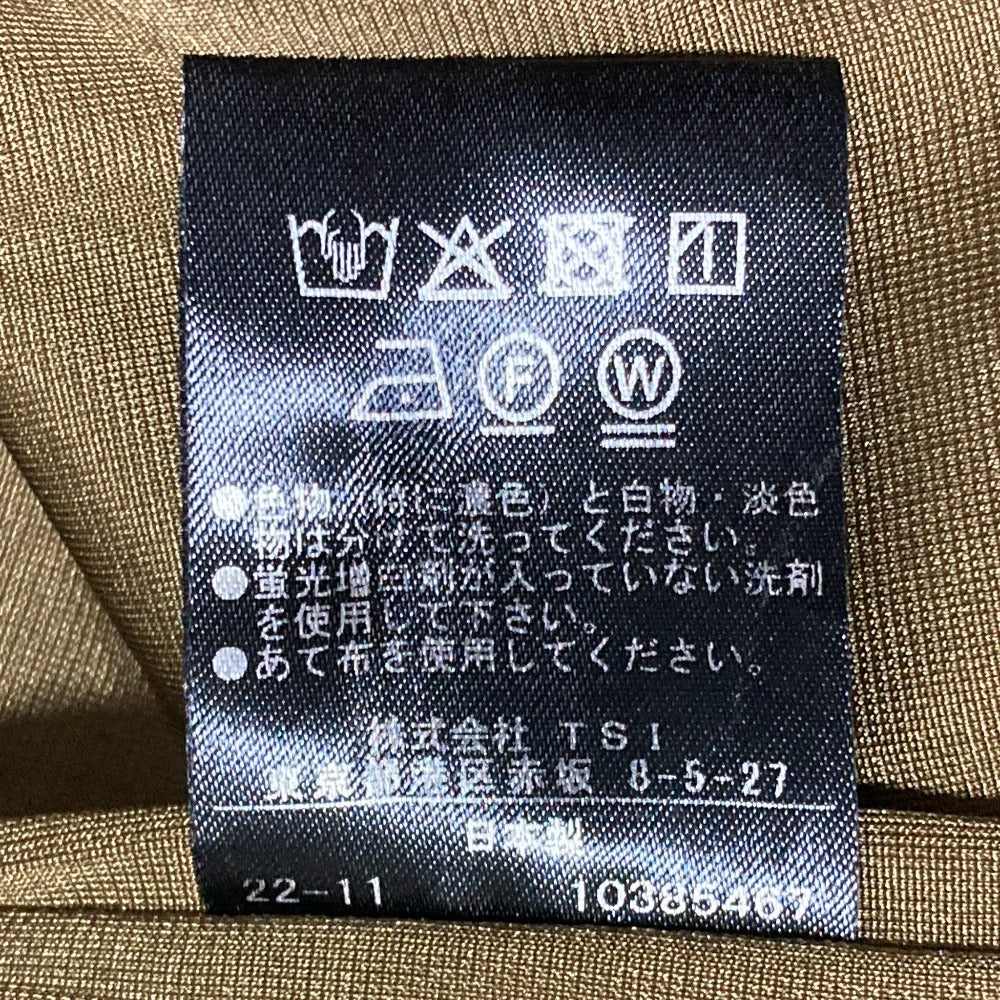 F
W
●色物(特に濃色)と白物・淡色
物は分けて洗ってください。
●蛍光増白剤が入っていない洗剤
を使用して下さい。
●あて布を使用してください。
株式会社 TSI
東京都港区赤坂 8-5-27
日本製
22-11 10385467